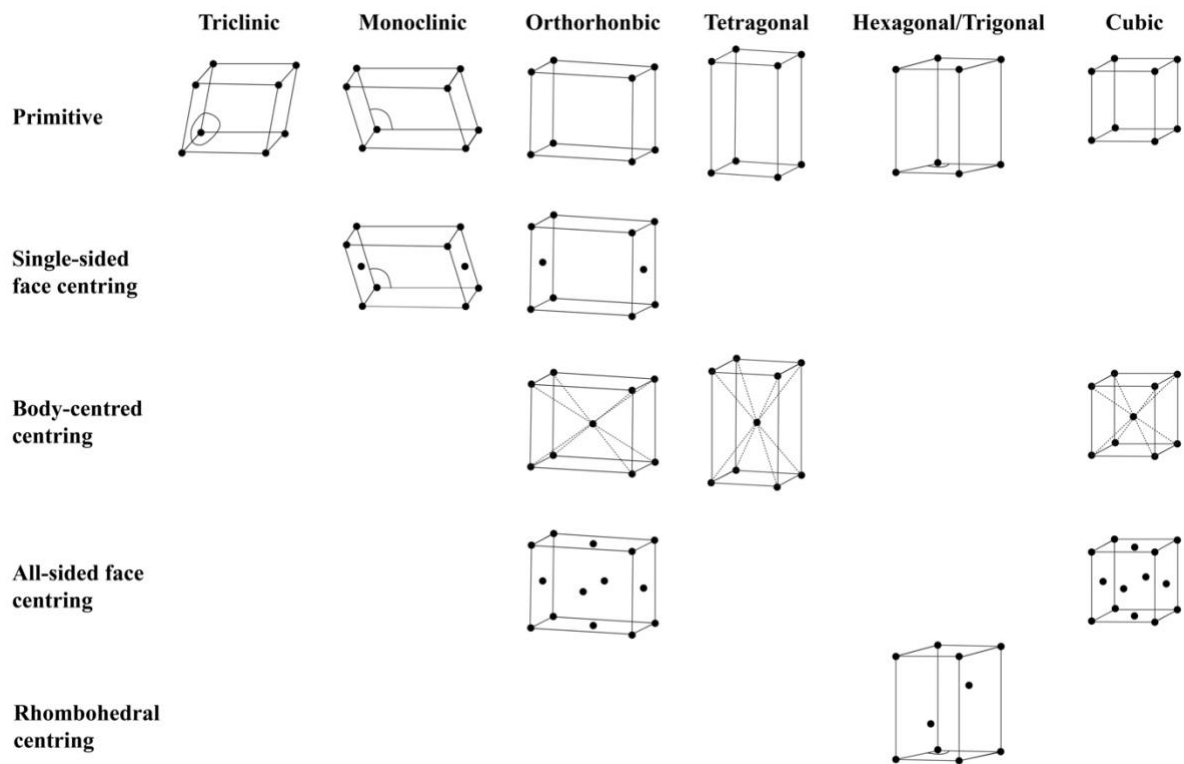 Triclinic Monoclinic Orthorhonbic Tetragonal Hexagonal/Trigonal Cubic
Primitive
Single-sided
face centring
Body-centred
centring
All-sided face
centring
Rhombohedral
centring